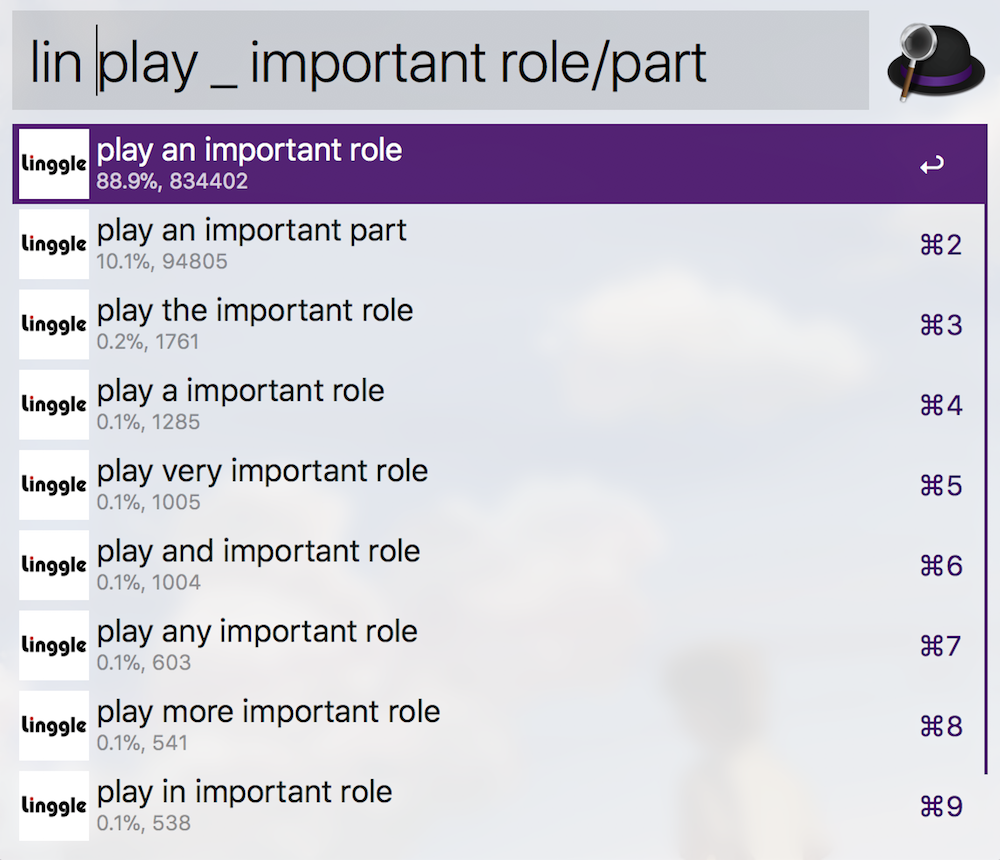 lin play _ important role/part
Linggle
play an important role
88.9%, 834402
↩
Linggle
play an important part
10.1%, 94805
⌘2
Linggle
play the important role
0.2%, 1761
⌘3
Linggle
play a important role
0.1%, 1285
⌘4
Linggle
play very important role
0.1%, 1005
⌘5
Linggle
play and important role
0.1%, 1004
⌘6
Linggle
play any important role
0.1%, 603
⌘7
Linggle
play more important role
0.1%, 541
⌘8
Linggle
play in important role
0.1%, 538
⌘9